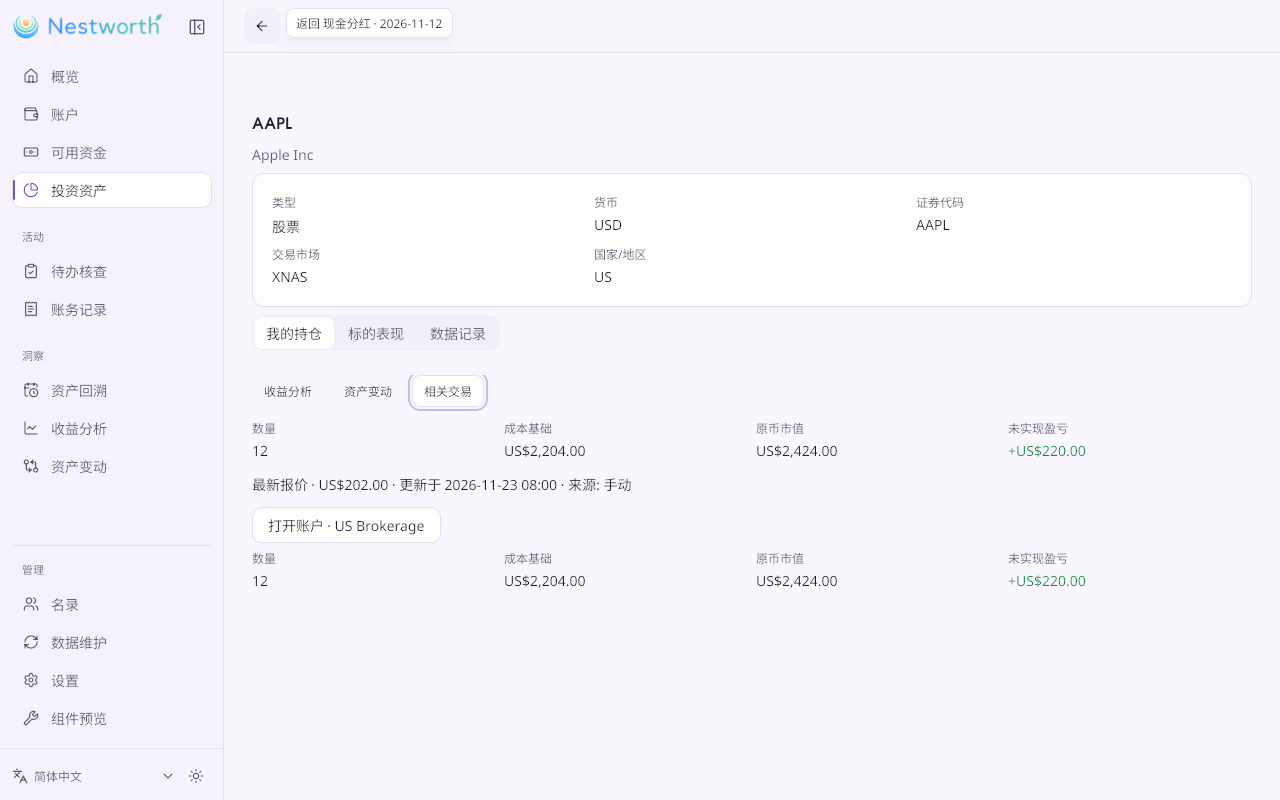 Nestworth
返回 现金分红 · 2026-11-12
概览
账户
可用资金
投资资产
活动
待办核查
账务记录
洞察
资产回溯
收益分析
资产变动
管理
名录
数据维护
设置
组件预览
简体中文
AAPL
Apple Inc
类型 货币 证券代码
股票 USD AAPL
交易市场 国家/地区
XNAS US
我的持仓 标的表现 数据记录
收益分析 资产变动 相关交易
数量 成本基础 原币市值 未实现盈亏
12 US$2,204.00 US$2,424.00 +US$220.00
最新报价 · US$202.00 · 更新于 2026-11-23 08:00 · 来源: 手动
打开账户 · US Brokerage
数量 成本基础 原币市值 未实现盈亏
12 US$2,204.00 US$2,424.00 +US$220.00